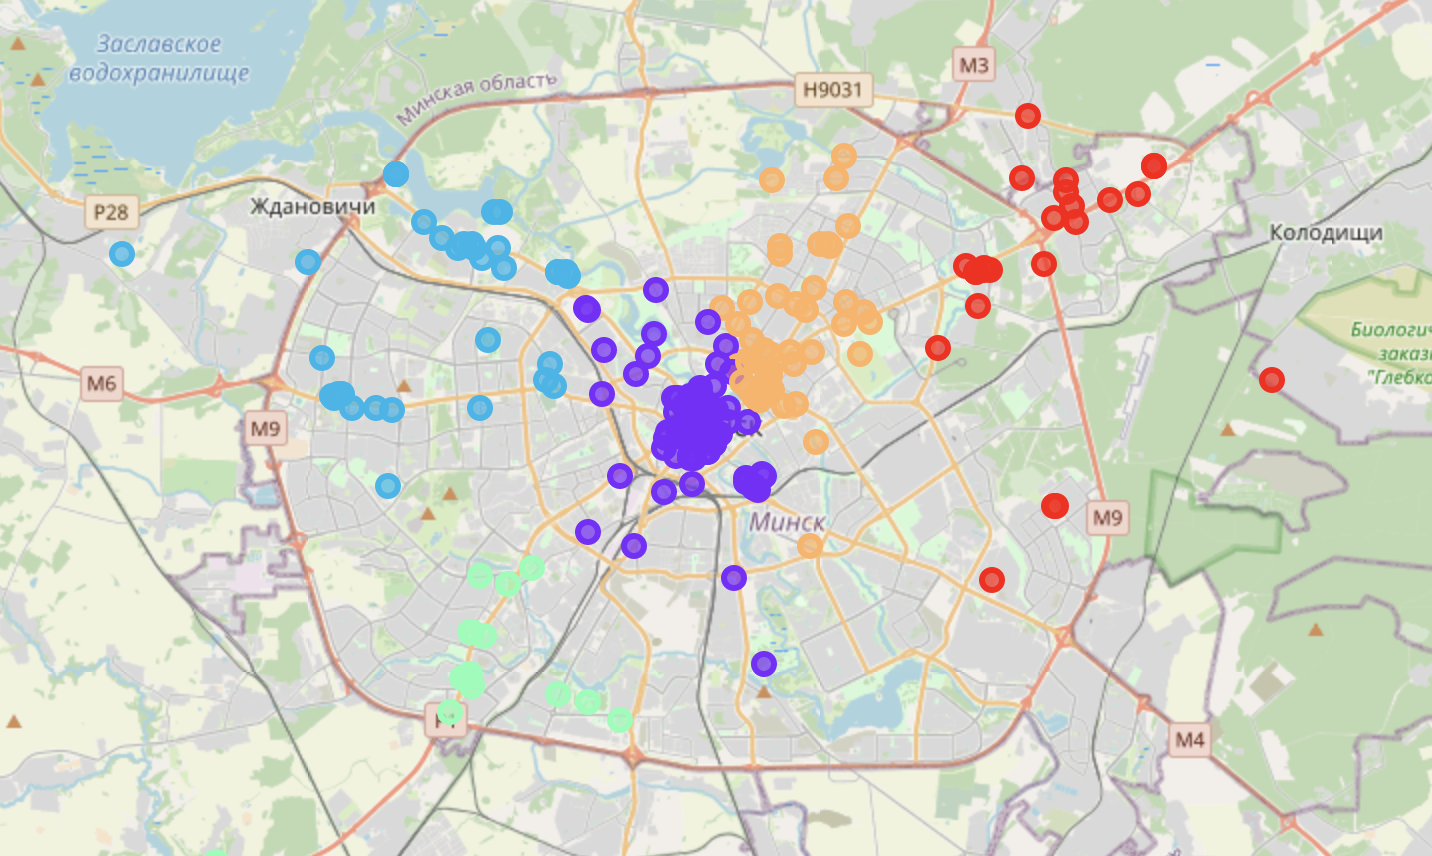 Заславское
водохранилище
Минская область
Н9031
М3
Р28
Ждановичи
Колодищи
М6
М9
Минск
М9
М4